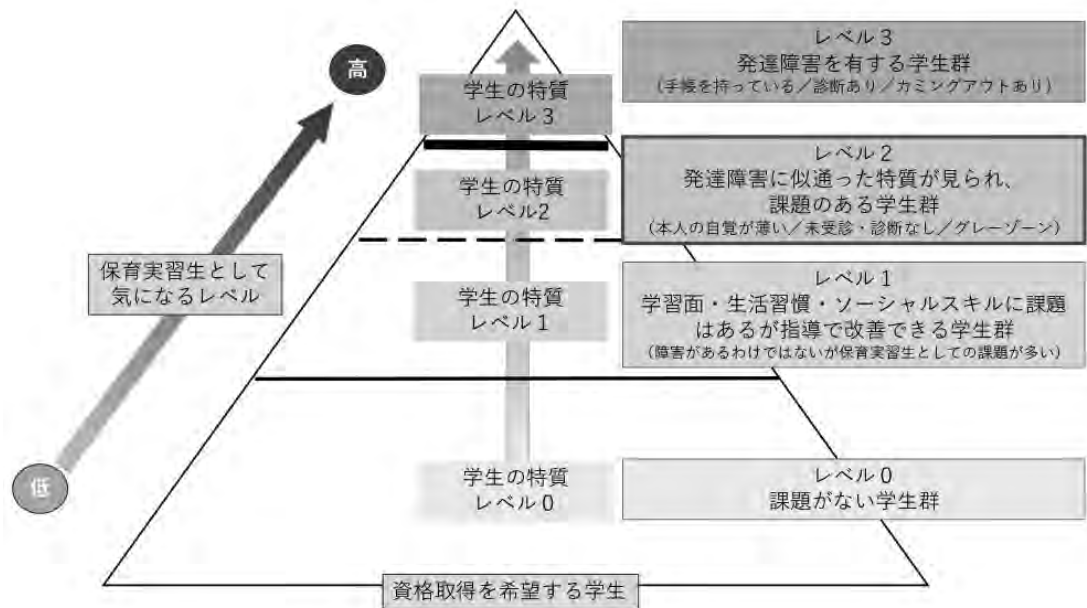 高
学生の特質
レベル3
レベル3
発達障害を有する学生群
(手帳を持っている/診断あり/カミングアウトあり)
学生の特質
レベル2
レベル2
発達障害に似通った特質が見られ、
課題のある学生群
(本人の自覚が薄い/未受診・診断なし/グレーゾーン)
保育実習生として
気になるレベル
学生の特質
レベル1
レベル1
学習面・生活習慣・ソーシャルスキルに課題
はあるが指導で改善できる学生群
(障害があるわけではないが保育実習生としての課題が多い)
低
学生の特質
レベル0
レベル0
課題がない学生群
資格取得を希望する学生